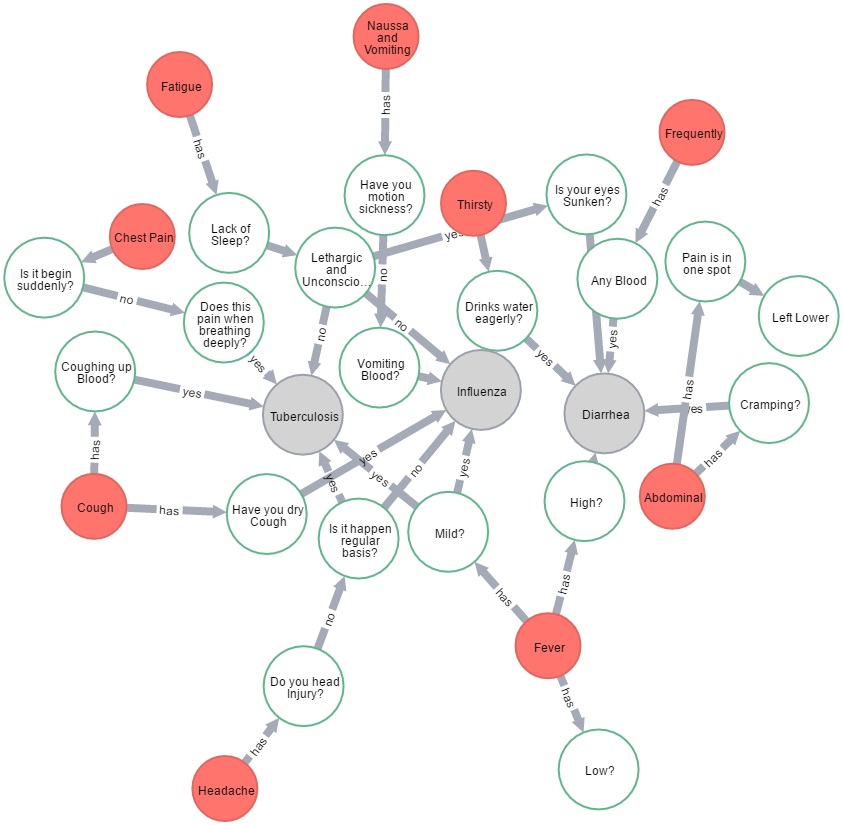 Naussa
and
Vomiting
has
Fatigue
has
Frequently
has
Have you
motion
sickness?
Thirsty
Is your eyes
Sunken?
Chest Pain
Lack of
Sleep?
yes
Lethargic
and
Unconscio...
no
Is it begin
suddenly?
no
Any Blood
Pain is in
one spot
Does this
pain when
breathing
deeply?
Drinks water
eagerly?
Left Lower
no
no
yes
yes
yes
Coughing up
Blood?
Vomiting
Blood?
yes
Influenza
has
Tuberculosis
Diarrhea
yes
Cramping?
has
yes
no
yes
yes
yes
has
Cough
has
Have you dry
Cough
Is it happen
regular
basis?
Mild?
High?
Abdominal
has
has
no
Fever
Do you head
Injury?
has
has
Low?
Headache